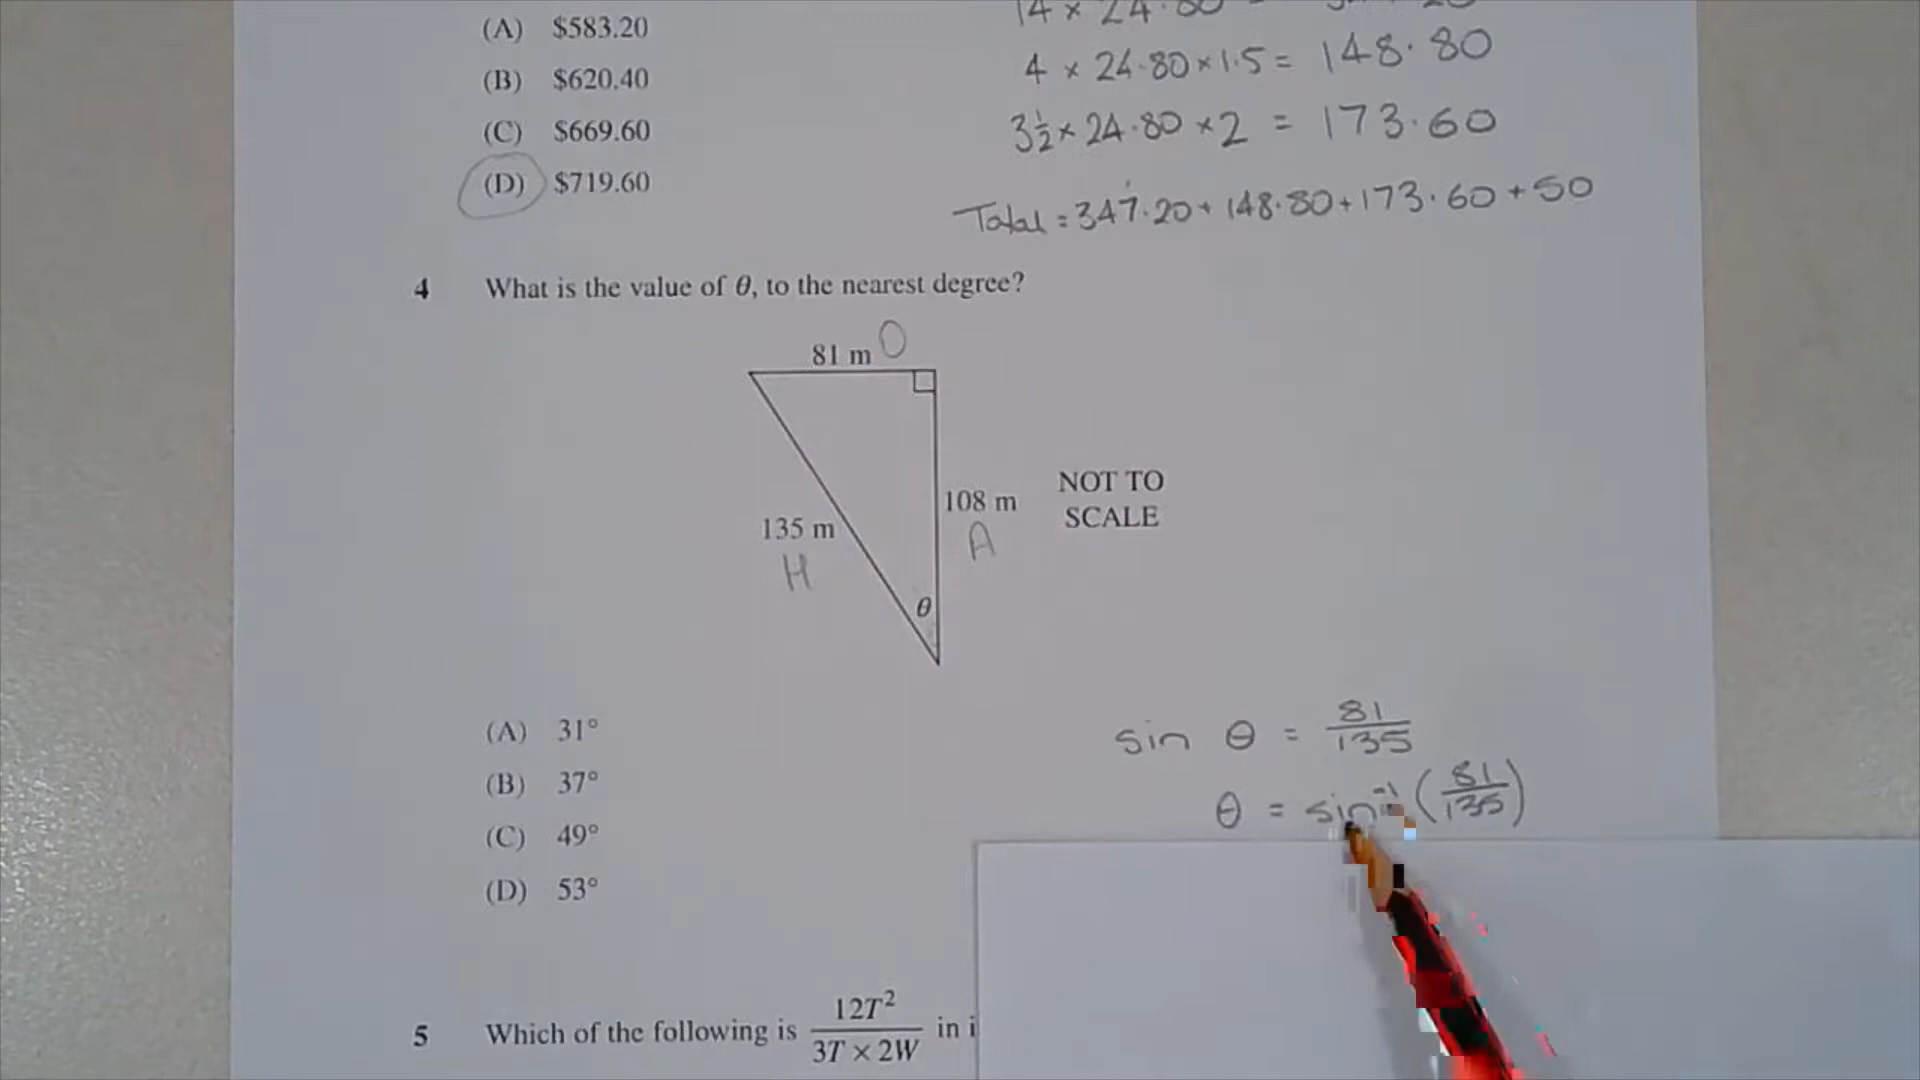 (A) $583.20
14 × 24.80
(B) $620.40
4 × 24.80 × 1.5 = 148.80
(C) $669.60
3½ × 24.80 × 2 = 173.60
(D) $719.60
Total = 347.20 + 148.80 + 173.60 + 50
4 What is the value of θ, to the nearest degree?
81 m O
108 m
A
NOT TO
SCALE
135 m
H
θ
(A) 31°
(B) 37°
(C) 49°
(D) 53°
sin θ = 81/135
θ = sin⁻¹ (81/135)
5 Which of the following is 12T²/3T × 2W in